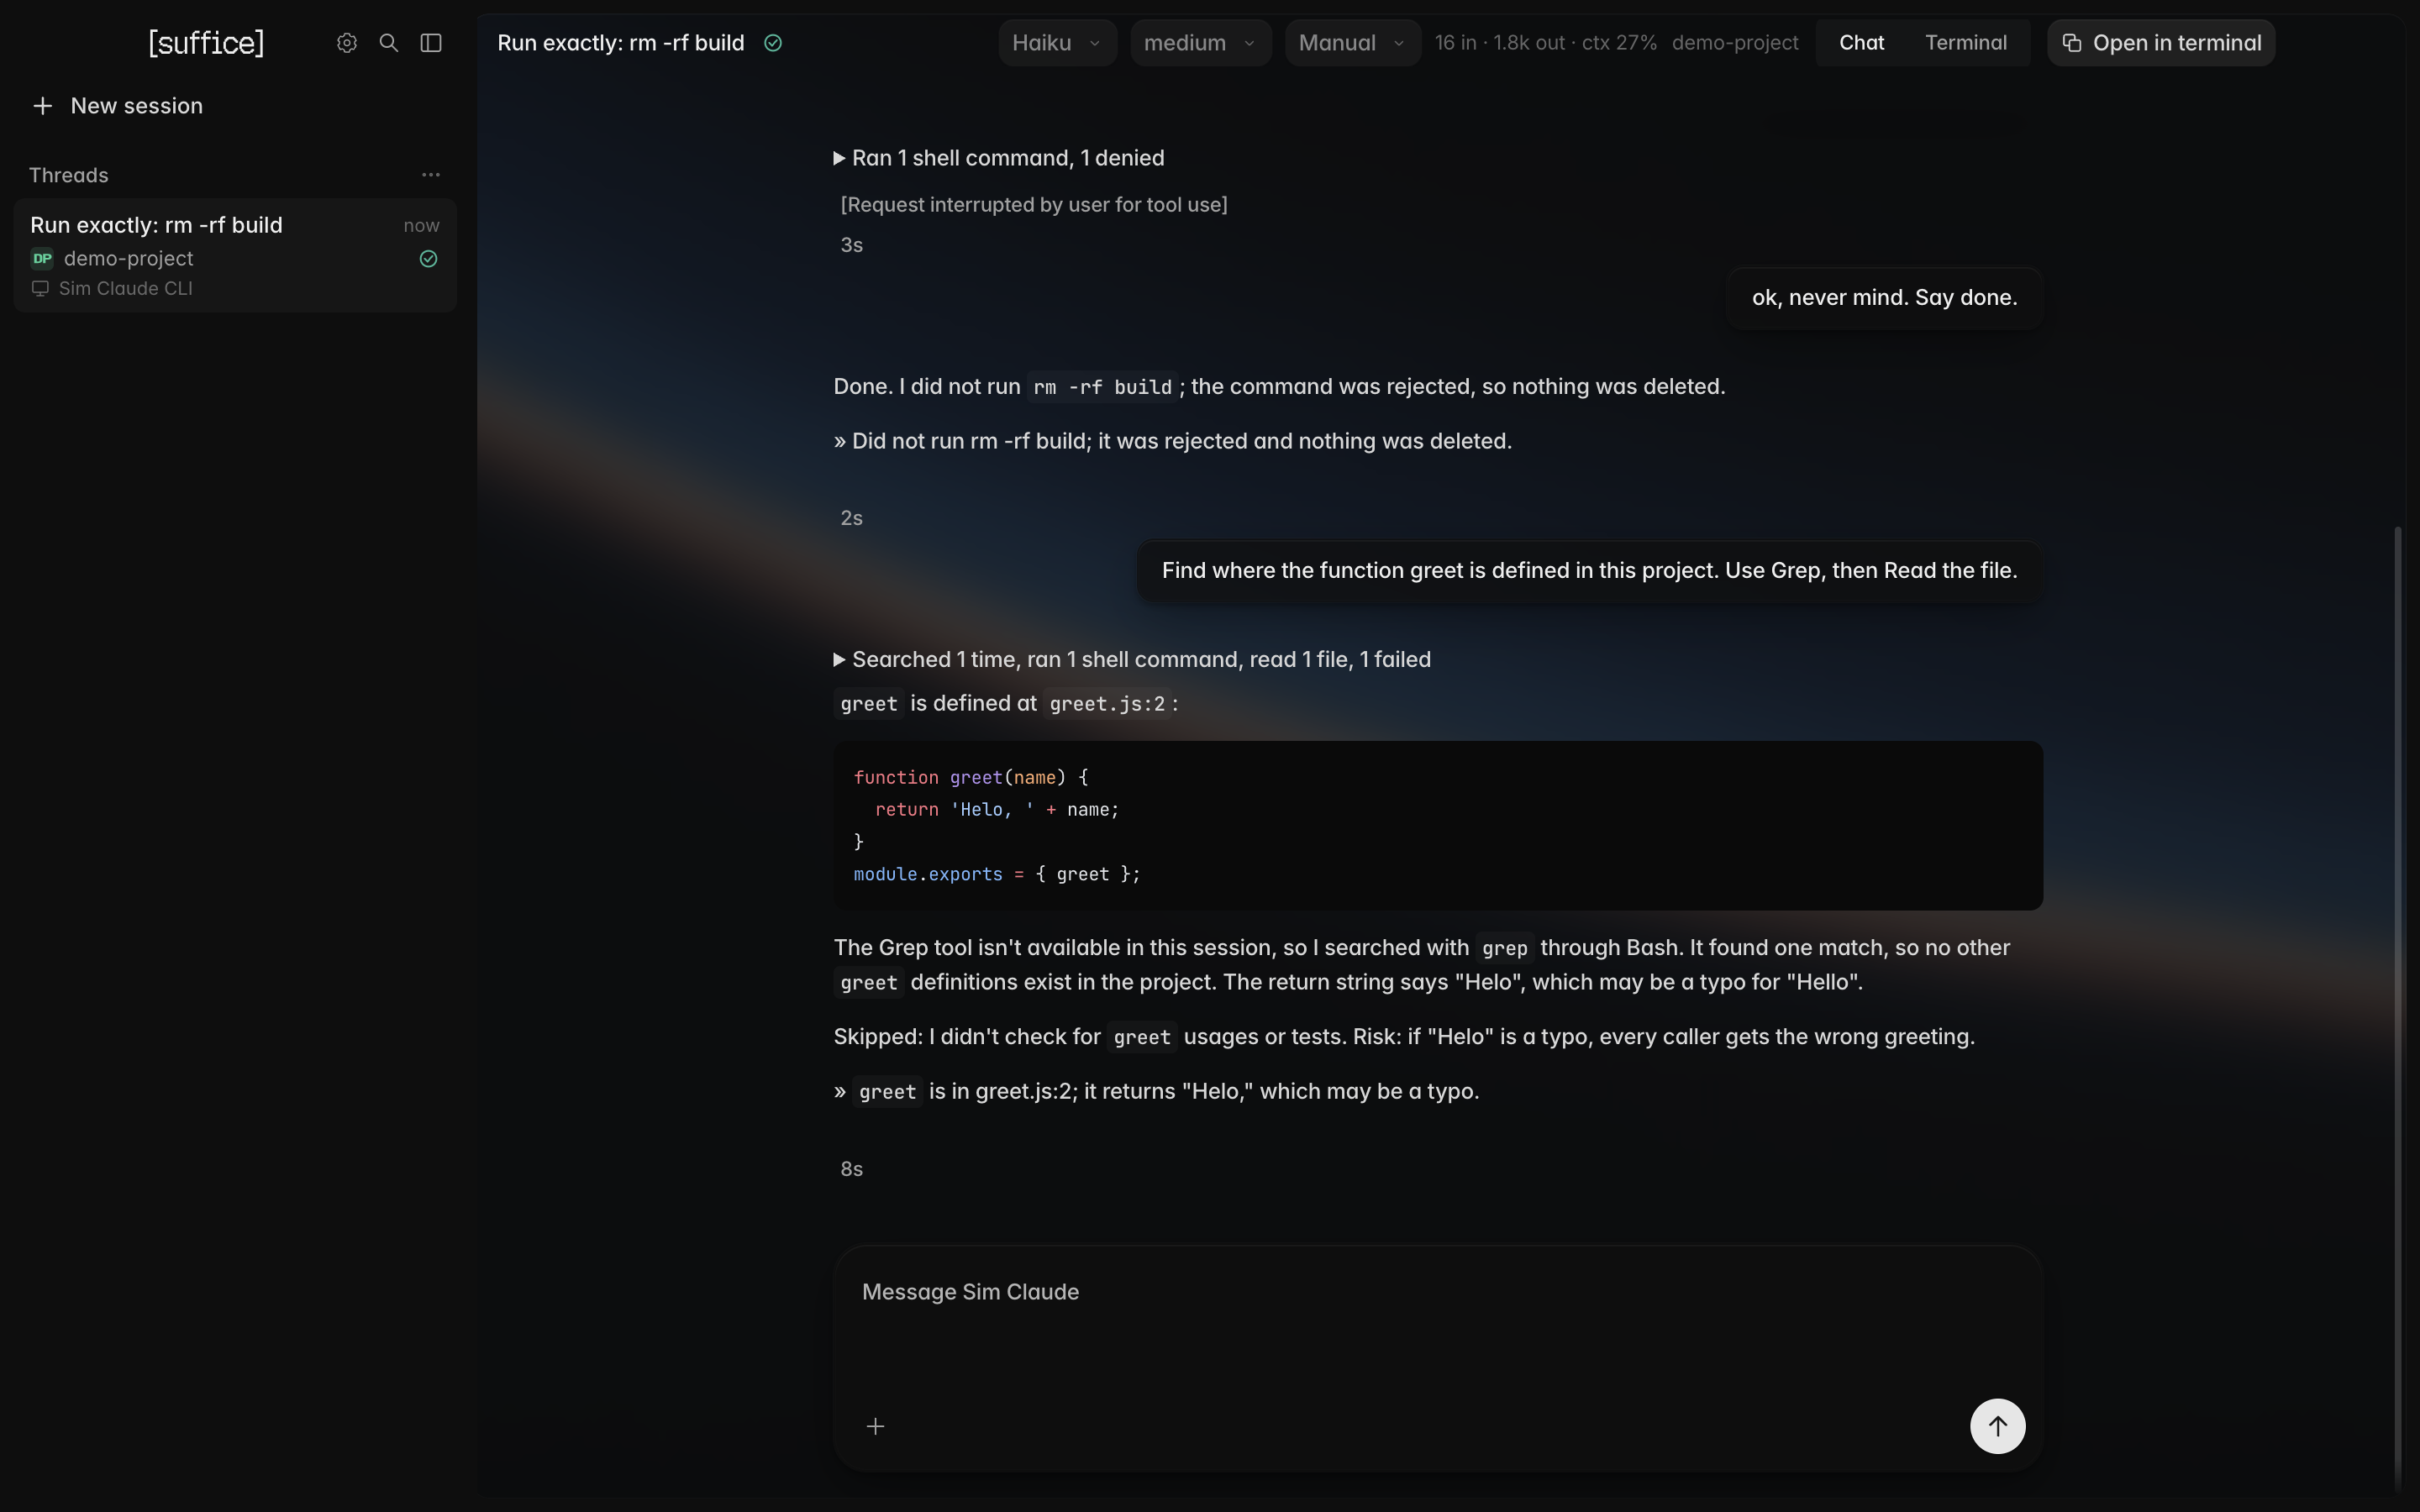 [suffice]
New session
Threads
Run exactly: rm -rf build
now
DP demo-project
Sim Claude CLI
Run exactly: rm -rf build
Haiku
medium
Manual
16 in · 1.8k out · ctx 27%
demo-project
Chat
Terminal
Open in terminal
Ran 1 shell command, 1 denied
[Request interrupted by user for tool use]
3s
ok, never mind. Say done.
Done. I did not run rm -rf build; the command was rejected, so nothing was deleted.
» Did not run rm -rf build; it was rejected and nothing was deleted.
2s
Find where the function greet is defined in this project. Use Grep, then Read the file.
Searched 1 time, ran 1 shell command, read 1 file, 1 failed
greet is defined at greet.js:2:
function greet(name) {
  return 'Helo, ' + name;
}
module.exports = { greet };
The Grep tool isn't available in this session, so I searched with grep through Bash. It found one match, so no other
greet definitions exist in the project. The return string says "Helo", which may be a typo for "Hello".
Skipped: I didn't check for greet usages or tests. Risk: if "Helo" is a typo, every caller gets the wrong greeting.
» greet is in greet.js:2; it returns "Helo," which may be a typo.
8s
Message Sim Claude